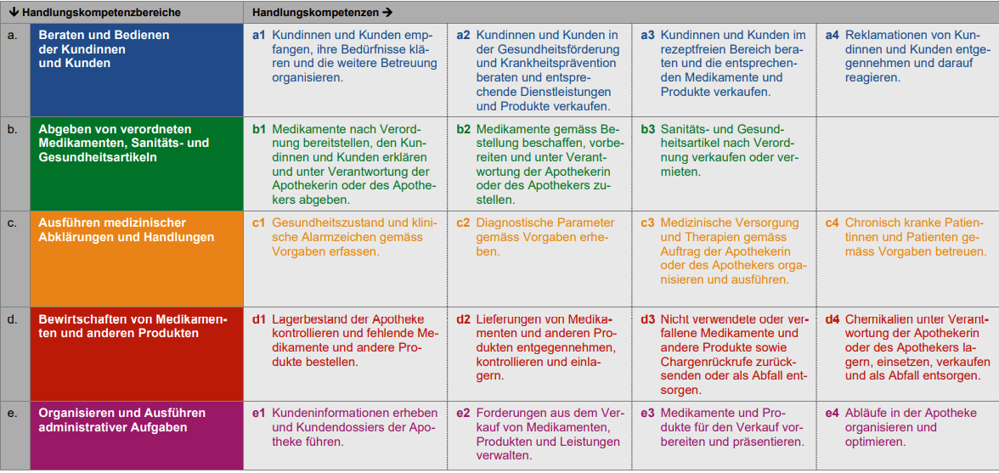 ↓ Handlungskompetenzbereiche
Handlungskompetenzen →
a.
Beraten und Bedienen
der Kundinnen
und Kunden
a1 Kundinnen und Kunden emp-
fangen, ihre Bedürfnisse klä-
ren und die weitere Betreuung
organisieren.
a2 Kundinnen und Kunden in
der Gesundheitsförderung
und Krankheitsprävention
beraten und entspre-
chende Dienstleistungen
und Produkte verkaufen.
a3 Kundinnen und Kunden im
rezeptfreien Bereich bera-
ten und die entsprechen-
den Medikamente und
Produkte verkaufen.
a4 Reklamationen von Kun-
dinnen und Kunden entge-
gennehmen und darauf
reagieren.
b.
Abgeben von verordneten
Medikamenten, Sanitäts- und
Gesundheitsartikeln
b1 Medikamente nach Verord-
nung bereitstellen, den Kun-
dinnen und Kunden erklären
und unter Verantwortung der
Apothekerin oder des Apothe-
kers abgeben.
b2 Medikamente gemäss Be-
stellung beschaffen, vorbe-
reiten und unter Verant-
wortung der Apothekerin
oder des Apothekers zu-
stellen.
b3 Sanitäts- und Gesund-
heitsartikel nach Verord-
nung verkaufen oder ver-
mieten.
c.
Ausführen medizinischer
Abklärungen und Handlungen
c1 Gesundheitszustand und klini-
sche Alarmzeichen gemäss
Vorgaben erfassen.
c2 Diagnostische Parameter
gemäss Vorgaben erhe-
ben.
c3 Medizinische Versorgung
und Therapien gemäss
Auftrag der Apothekerin
oder des Apothekers orga-
nisieren und ausführen.
c4 Chronisch kranke Patien-
tinnen und Patienten ge-
mäss Vorgaben betreuen.
d.
Bewirtschaften von Medikamen-
ten und anderen Produkten
d1 Lagerbestand der Apotheke
kontrollieren und fehlende Me-
dikamente und andere Pro-
dukte bestellen.
d2 Lieferungen von Medika-
menten und anderen Pro-
dukten entgegennehmen,
kontrollieren und einla-
gern.
d3 Nicht verwendete oder ver-
fallene Medikamente und
andere Produkte sowie
Chargenrückrufe zurück-
senden oder als Abfall ent-
sorgen.
d4 Chemikalien unter Verant-
wortung der Apothekerin
oder des Apothekers la-
gern, einsetzen, verkaufen
und als Abfall entsorgen.
e.
Organisieren und Ausführen
administrativer Aufgaben
e1 Kundeninformationen erheben
und Kundendossiers der Apo-
theke führen.
e2 Forderungen aus dem Ver-
kauf von Medikamenten,
Produkten und Leistungen
verwalten.
e3 Medikamente und Pro-
dukte für den Verkauf vor-
bereiten und präsentieren.
e4 Abläufe in der Apotheke
organisieren und
optimieren.